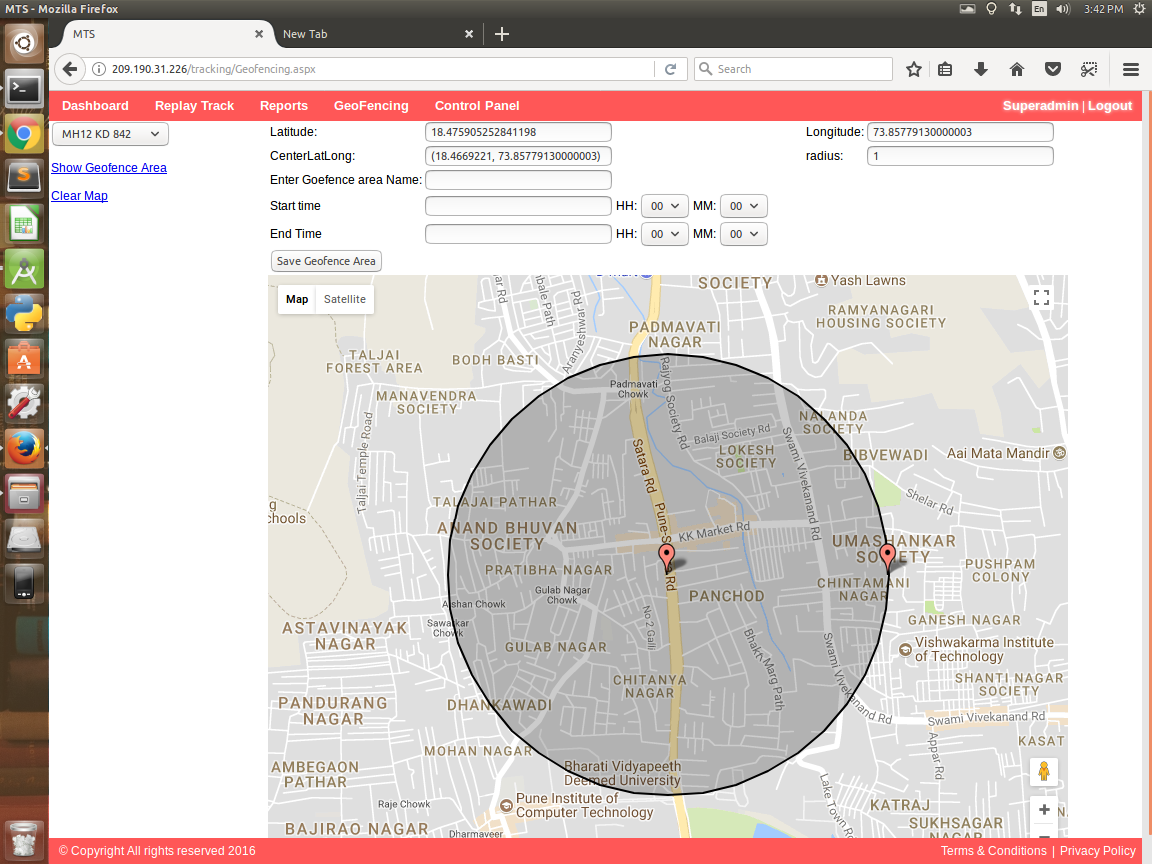 MTS - Mozilla Firefox
En
3:42 PM
MTS
New Tab
209.190.31.226/tracking/Geofencing.aspx
Search
Dashboard Replay Track Reports GeoFencing Control Panel
Superadmin | Logout
MH12 KD 842
Show Geofence Area
Clear Map
Latitude: 18.475905252841198 Longitude: 73.85779130000003
CenterLatLong: (18.4669221, 73.85779130000003) radius: 1
Enter Goefence area Name:
Start time HH: 00 MM: 00
End Time HH: 00 MM: 00
Save Geofence Area
Map Satellite
SOCIETY
Yash Lawns
RAMYANAGARI
HOUSING SOCIETY
PADMAVATI
NAGAR
TALJAI
FOREST AREA
BODH BASTI
Aranyeshwar Rd
Padmavati
Chowk
Rajyog Society Rd
MANAVENDRA
SOCIETY
NALANDA
SOCIETY
Balaji Society Rd
LOKESH
SOCIETY
BIBVEWADI
Aai Mata Mandir
Taljai Temple Road
Satara Rd
Swami Vivekanand Rd
Shelar Rd
TALAJAI PATHAR
ANAND BHUVAN
SOCIETY
KK Market Rd
UMASHANKAR
SOCIETY
PRATIBHA NAGAR
PUSHPAM
COLONY
CHINTAMANI
NAGAR
Gulab Nagar
Chowk
PANCHOD
Sawarkar
Chowk
No 2 Galli
GANESH NAGAR
ASTAVINAYAK
NAGAR
GULAB NAGAR
Bhakti Marg Path
Vishwakarma Institute
of Technology
CHITANYA
NAGAR
Swami Vivekanand Rd
SHANTI NAGAR
SOCIETY
PANDURANG
NAGAR
DHANKAWADI
Swami Vivekanand Rd
Appar Rd
KASAT
MOHAN NAGAR
AMBEGAON
PATHAR
Bharati Vidyapeeth
Deemed University
Raje Chowk
Pune Institute of
Computer Technology
Lake Town Rd
KATRAJ
SUKHSAGAR
NAGAR
BAJIRAO NAGAR
Dharmaveer
© Copyright All rights reserved 2016
Terms & Conditions | Privacy Policy